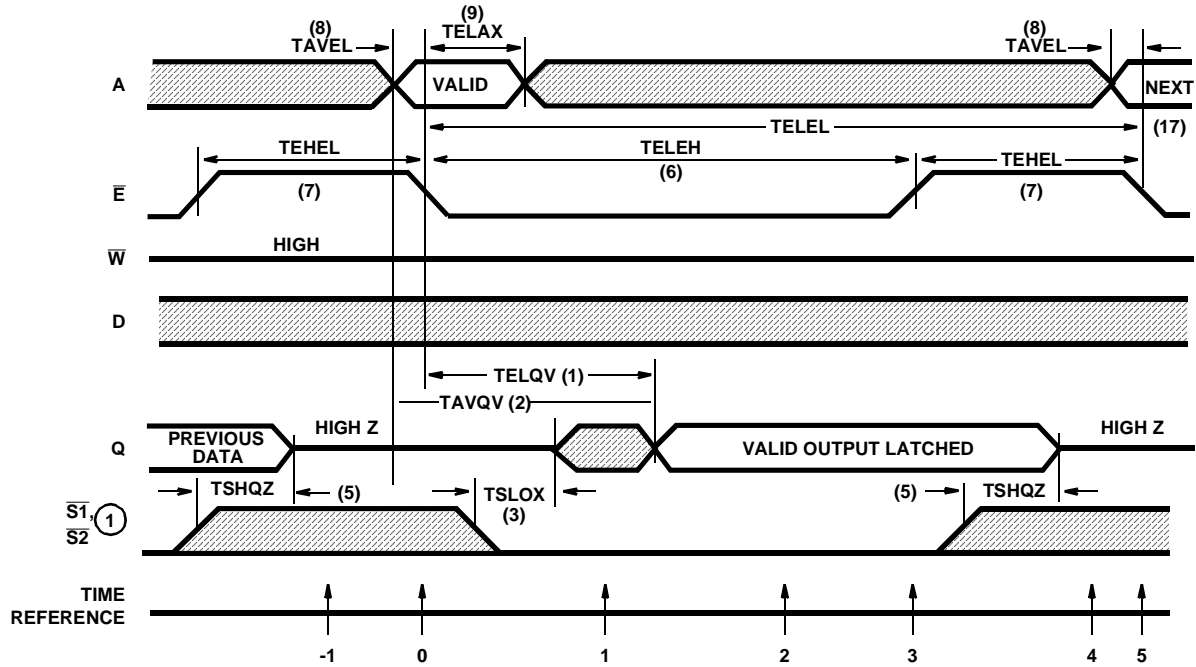 (9)
(8) TELAX (8)
TAVEL TAVEL
A VALID NEXT
TELEL (17)
TEHEL TELEH TEHEL
E̅ (7) (6) (7)
W̅ HIGH
D
TELQV (1)
TAVQV (2)
Q PREVIOUS DATA HIGH Z VALID OUTPUT LATCHED HIGH Z
TSHQZ (5) TSLOX (3) (5) TSHQZ
S̅1̅, 1
S̅2̅
TIME
REFERENCE
-1 0 1 2 3 4 5